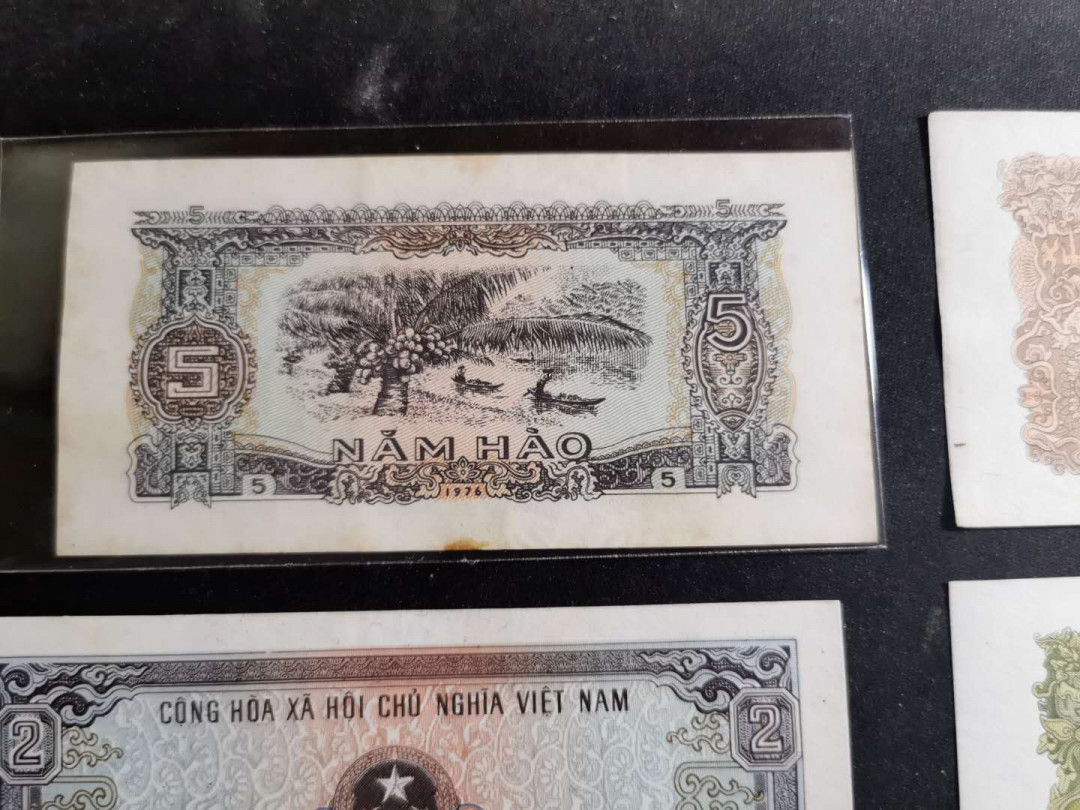 5 5
5 5
NĂM HÀO
5 1976 5
CỘNG HÒA XÃ HỘI CHỦ NGHĨA VIỆT NAM
2 2